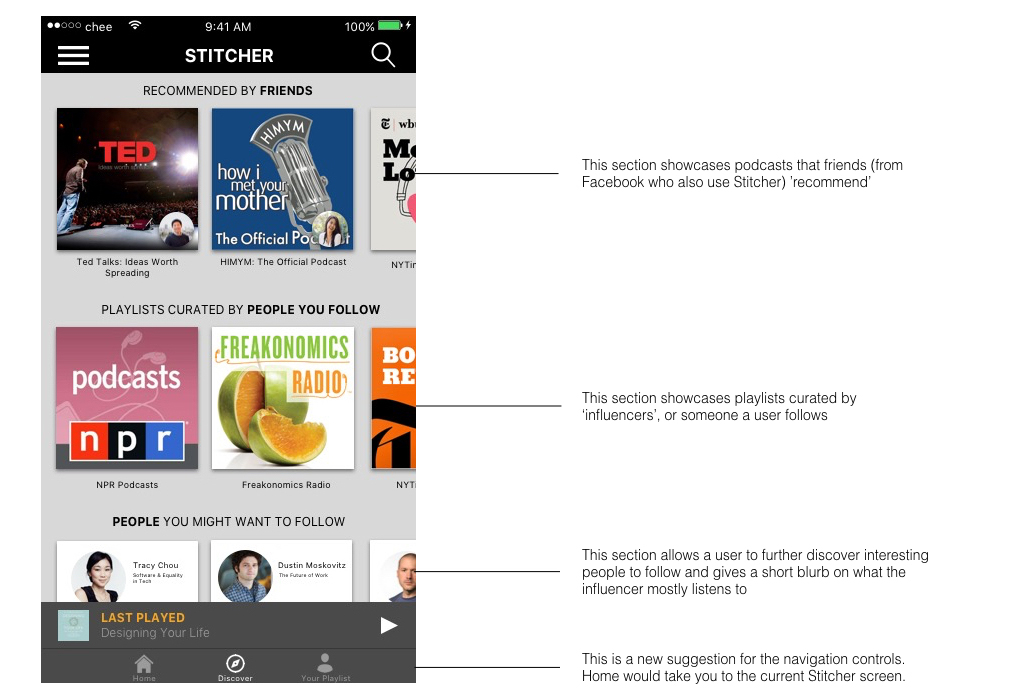 chee 9:41 AM 100%
STITCHER
RECOMMENDED BY FRIENDS
TED
ideas worth
HIMYM
how i
met your
mother
The Official
wbu
Ted Talks: Ideas Worth
Spreading
HIMYM: The Official Podcast
This section showcases podcasts that friends (from
Facebook who also use Stitcher) 'recommend'
PLAYLISTS CURATED BY PEOPLE YOU FOLLOW
podcasts
npr
FREAKONOMICS
RADIO
BO
RE
NPR Podcasts
Freakonomics Radio
This section showcases playlists curated by
‘influencers’, or someone a user follows
PEOPLE YOU MIGHT WANT TO FOLLOW
Tracy Chou
Software & Equality
in Tech
Dustin Moskovitz
The Future of Work
This section allows a user to further discover interesting
people to follow and gives a short blurb on what the
influencer mostly listens to
LAST PLAYED
Designing Your Life
Home Discover Your Playlist
This is a new suggestion for the navigation controls.
Home would take you to the current Stitcher screen.